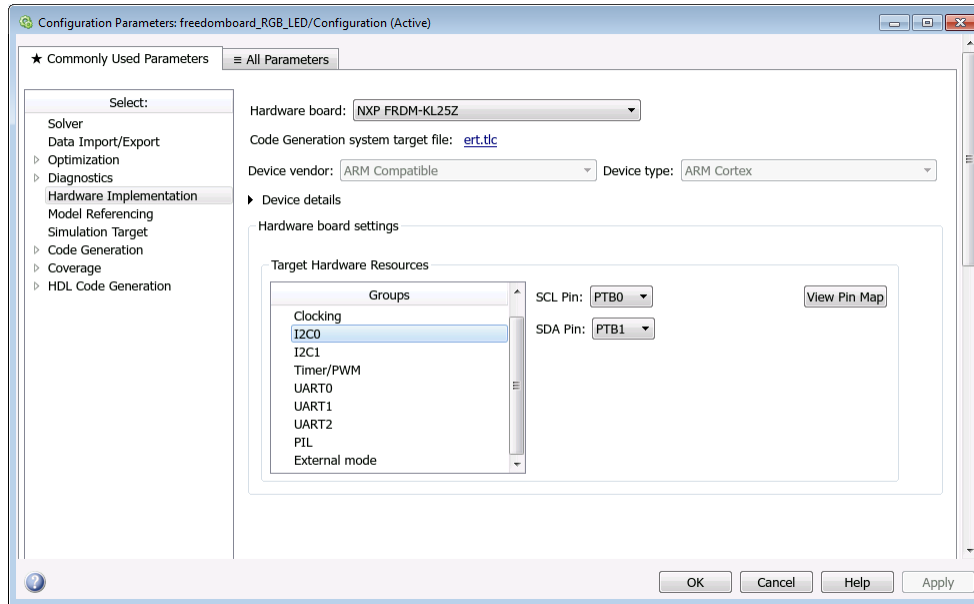 Configuration Parameters: freedomboard_RGB_LED/Configuration (Active)
★ Commonly Used Parameters
≡ All Parameters
Select:
Solver
Data Import/Export
Optimization
Diagnostics
Hardware Implementation
Model Referencing
Simulation Target
Code Generation
Coverage
HDL Code Generation
Hardware board: NXP FRDM-KL25Z
Code Generation system target file: ert.tlc
Device vendor: ARM Compatible Device type: ARM Cortex
Device details
Hardware board settings
Target Hardware Resources
Groups
Clocking
I2C0
I2C1
Timer/PWM
UART0
UART1
UART2
PIL
External mode
SCL Pin: PTB0
View Pin Map
SDA Pin: PTB1
?
OK Cancel Help Apply